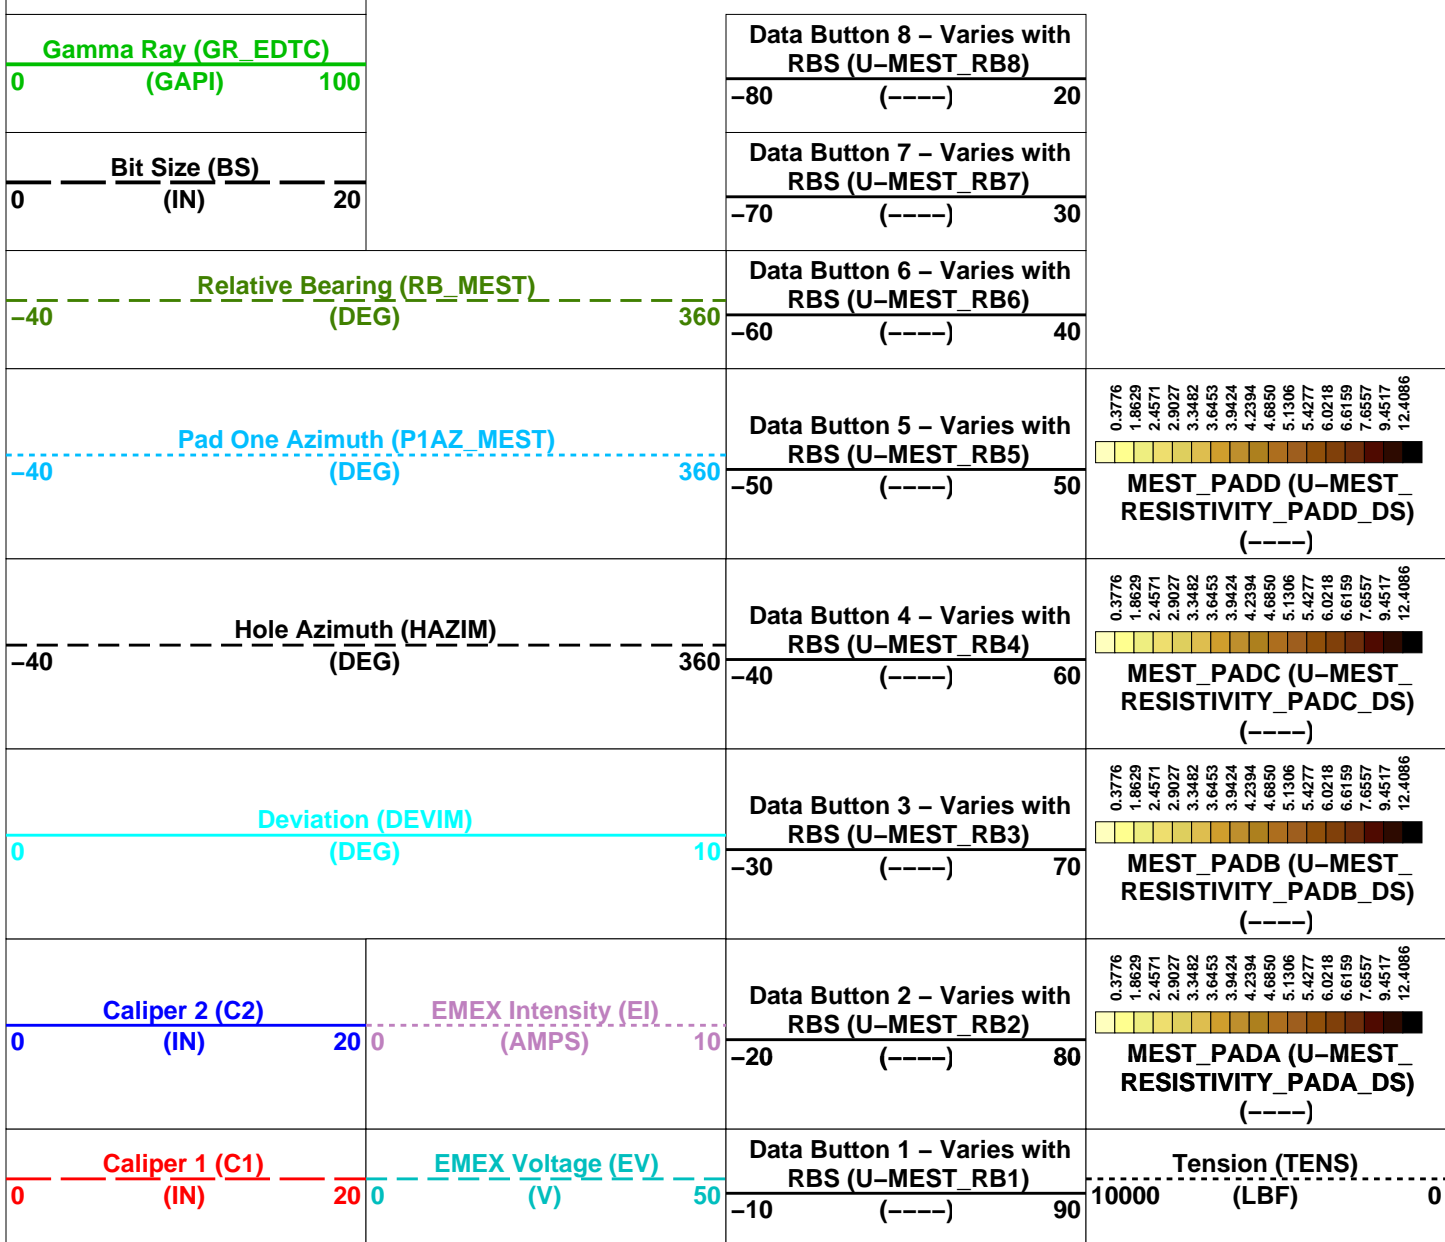 Gamma Ray (GR_EDTC)
0 (GAPI) 100
Data Button 8 – Varies with
RBS (U–MEST_RB8)
–80 (––––) 20
Bit Size (BS)
0 (IN) 20
Data Button 7 – Varies with
RBS (U–MEST_RB7)
–70 (––––) 30
Relative Bearing (RB_MEST)
–40 (DEG) 360
Data Button 6 – Varies with
RBS (U–MEST_RB6)
–60 (––––) 40
Pad One Azimuth (P1AZ_MEST)
–40 (DEG) 360
Data Button 5 – Varies with
RBS (U–MEST_RB5)
–50 (––––) 50
0.3776
1.8629
2.4571
2.9027
3.3482
3.6453
3.9424
4.2394
4.6850
5.1306
5.4277
6.0218
6.6159
7.6557
9.4517
12.4086
MEST_PADD (U–MEST_
RESISTIVITY_PADD_DS)
(––––)
Hole Azimuth (HAZIM)
–40 (DEG) 360
Data Button 4 – Varies with
RBS (U–MEST_RB4)
–40 (––––) 60
0.3776
1.8629
2.4571
2.9027
3.3482
3.6453
3.9424
4.2394
4.6850
5.1306
5.4277
6.0218
6.6159
7.6557
9.4517
12.4086
MEST_PADC (U–MEST_
RESISTIVITY_PADC_DS)
(––––)
Deviation (DEVIM)
0 (DEG) 10
Data Button 3 – Varies with
RBS (U–MEST_RB3)
–30 (––––) 70
0.3776
1.8629
2.4571
2.9027
3.3482
3.6453
3.9424
4.2394
4.6850
5.1306
5.4277
6.0218
6.6159
7.6557
9.4517
12.4086
MEST_PADB (U–MEST_
RESISTIVITY_PADB_DS)
(––––)
Caliper 2 (C2)
0 (IN) 20
EMEX Intensity (EI)
0 (AMPS) 10
Data Button 2 – Varies with
RBS (U–MEST_RB2)
–20 (––––) 80
0.3776
1.8629
2.4571
2.9027
3.3482
3.6453
3.9424
4.2394
4.6850
5.1306
5.4277
6.0218
6.6159
7.6557
9.4517
12.4086
MEST_PADA (U–MEST_
RESISTIVITY_PADA_DS)
(––––)
Caliper 1 (C1)
0 (IN) 20
EMEX Voltage (EV)
0 (V) 50
Data Button 1 – Varies with
RBS (U–MEST_RB1)
–10 (––––) 90
Tension (TENS)
10000 (LBF) 0